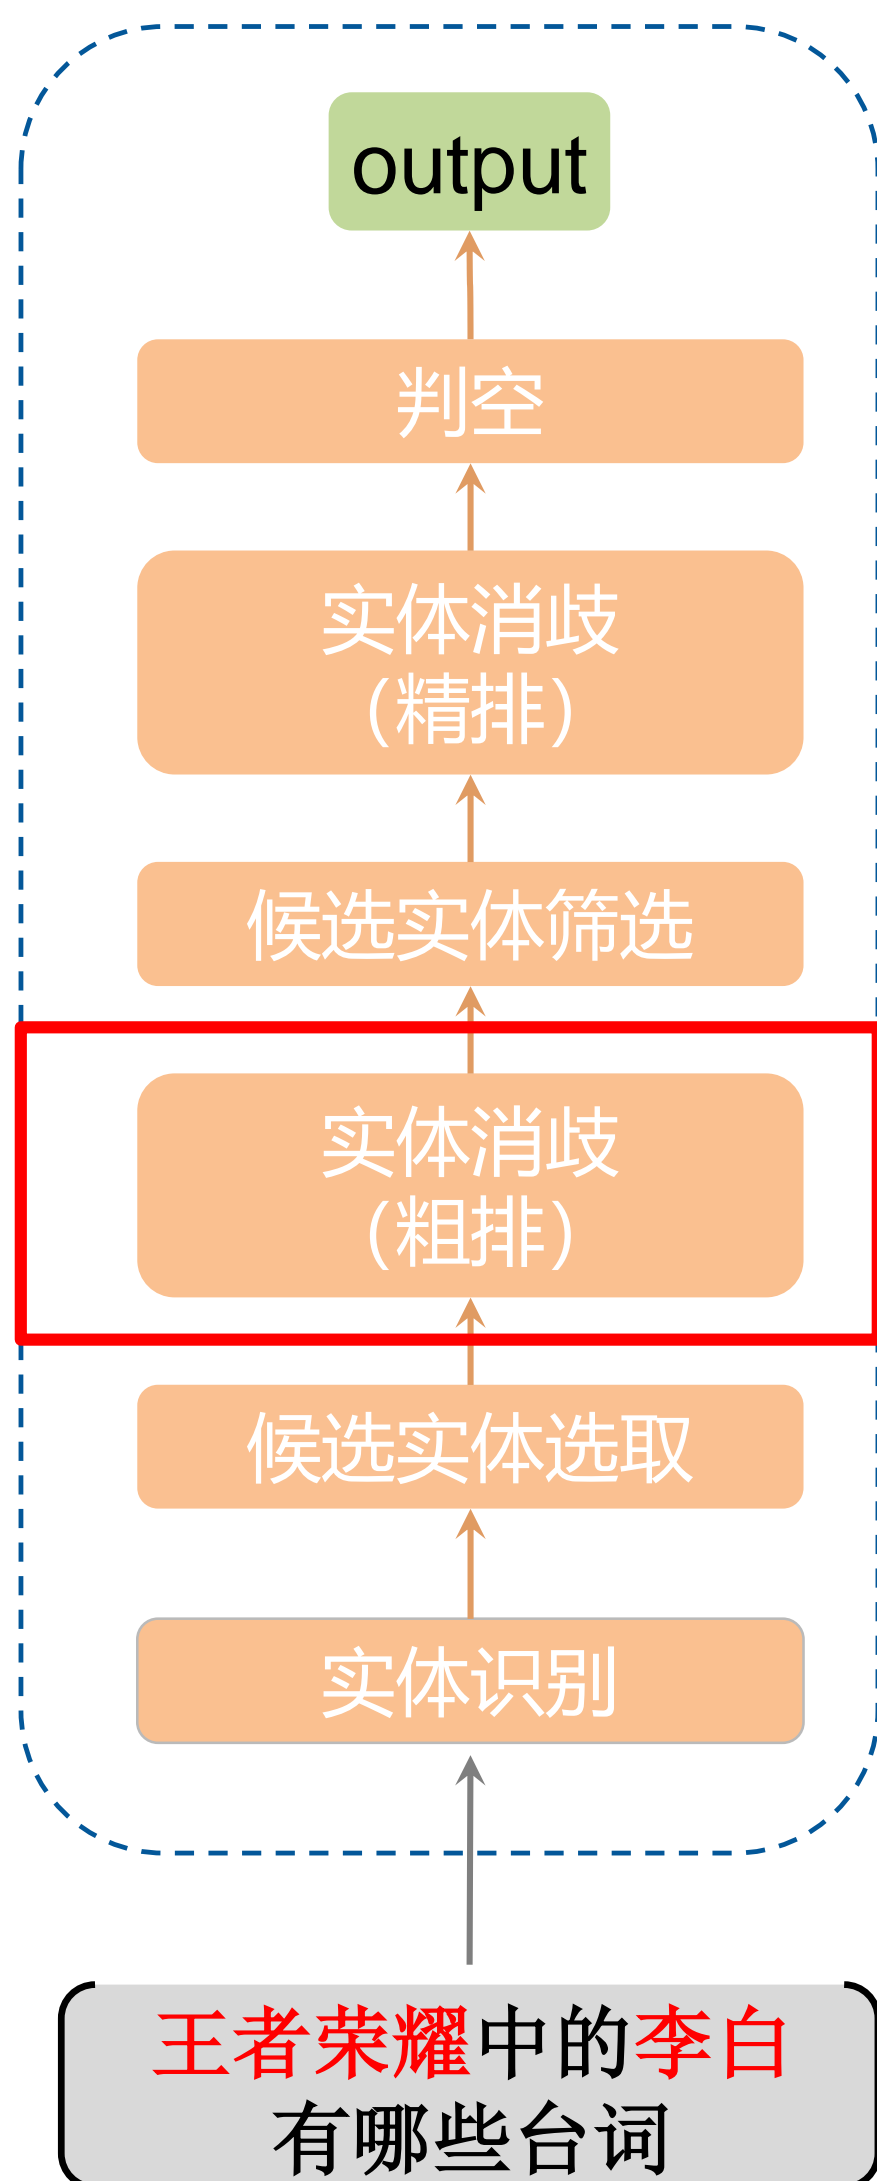 output
判空
实体消歧
（精排）
候选实体筛选
实体消歧
（粗排）
候选实体选取
实体识别
王者荣耀中的李白
有哪些台词